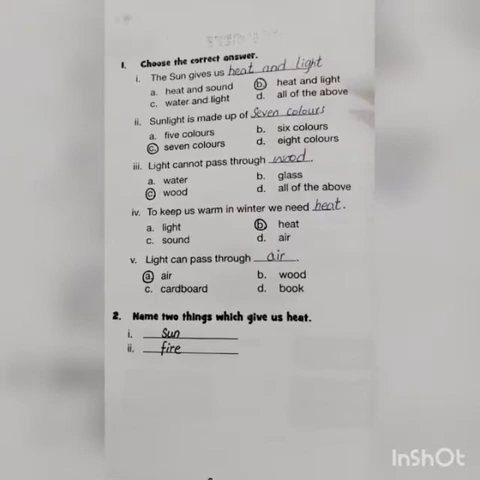 1. Choose the correct answer.
i. The Sun gives us heat and light
a. heat and sound b. heat and light
c. water and light d. all of the above
ii. Sunlight is made up of Seven colours
a. five colours b. six colours
c. seven colours d. eight colours
iii. Light cannot pass through wood
a. water b. glass
c. wood d. all of the above
iv. To keep us warm in winter we need heat.
a. light b. heat
c. sound d. air
v. Light can pass through air.
a. air b. wood
c. cardboard d. book
2. Name two things which give us heat.
i. Sun
ii. fire
InShOt